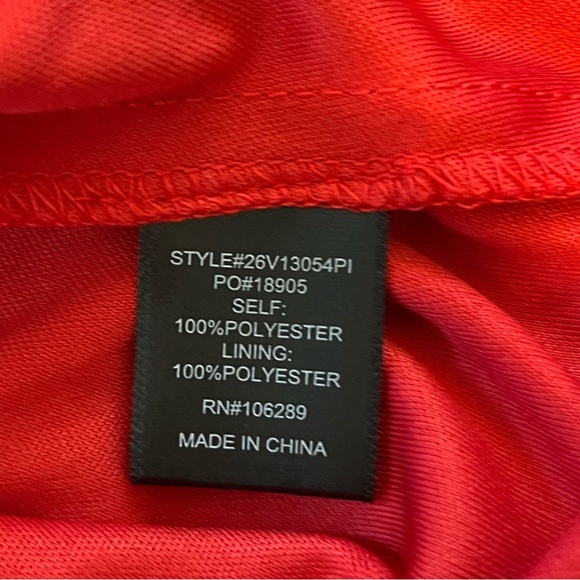 STYLE#26V13054PI
PO#18905
SELF:
100%POLYESTER
LINING:
100%POLYESTER
RN#106289
MADE IN CHINA